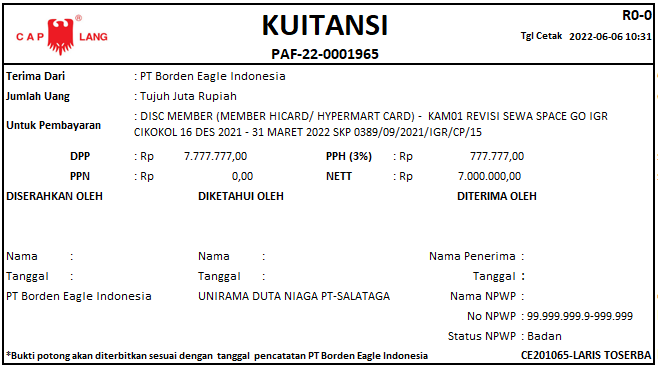 R0-0
CAP LANG
KUITANSI
Tgl Cetak 2022-06-06 10:31
PAF-22-0001965
Terima Dari : PT Borden Eagle Indonesia
Jumlah Uang : Tujuh Juta Rupiah
Untuk Pembayaran : DISC MEMBER (MEMBER HICARD/ HYPERMART CARD) - KAM01 REVISI SEWA SPACE GO IGR
CIKOKOL 16 DES 2021 - 31 MARET 2022 SKP 0389/09/2021/IGR/CP/15
DPP : Rp 7.777.777,00 PPH (3%) : Rp 777.777,00
PPN : Rp 0,00 NETT : Rp 7.000.000,00
DISERAHKAN OLEH DIKETAHUI OLEH DITERIMA OLEH
Nama : Nama : Nama Penerima :
Tanggal : Tanggal : Tanggal :
PT Borden Eagle Indonesia UNIRAMA DUTA NIAGA PT-SALATAGA Nama NPWP :
No NPWP : 99.999.999.9-999.999
Status NPWP : Badan
*Bukti potong akan diterbitkan sesuai dengan tanggal pencatatan PT Borden Eagle Indonesia CE201065-LARIS TOSERBA